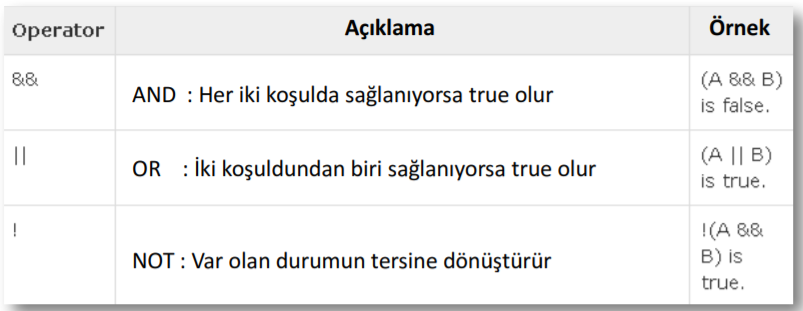 Operator Açıklama Örnek
&& AND : Her iki koşulda sağlanıyorsa true olur (A && B)
is false.
|| OR : İki koşuldundan biri sağlanıyorsa true olur (A || B)
is true.
! NOT : Var olan durumun tersine dönüştürür !(A &&
B) is
true.